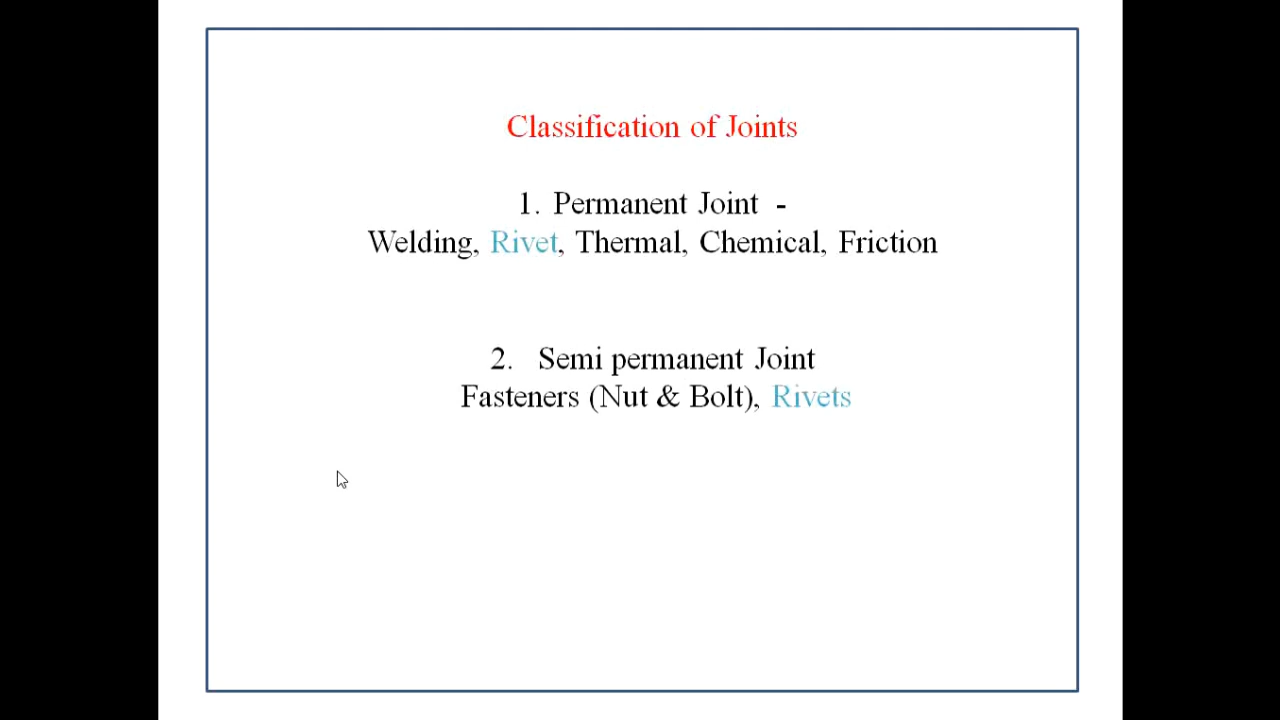 Classification of Joints
1. Permanent Joint -
Welding, Rivet, Thermal, Chemical, Friction
2. Semi permanent Joint
Fasteners (Nut & Bolt), Rivets